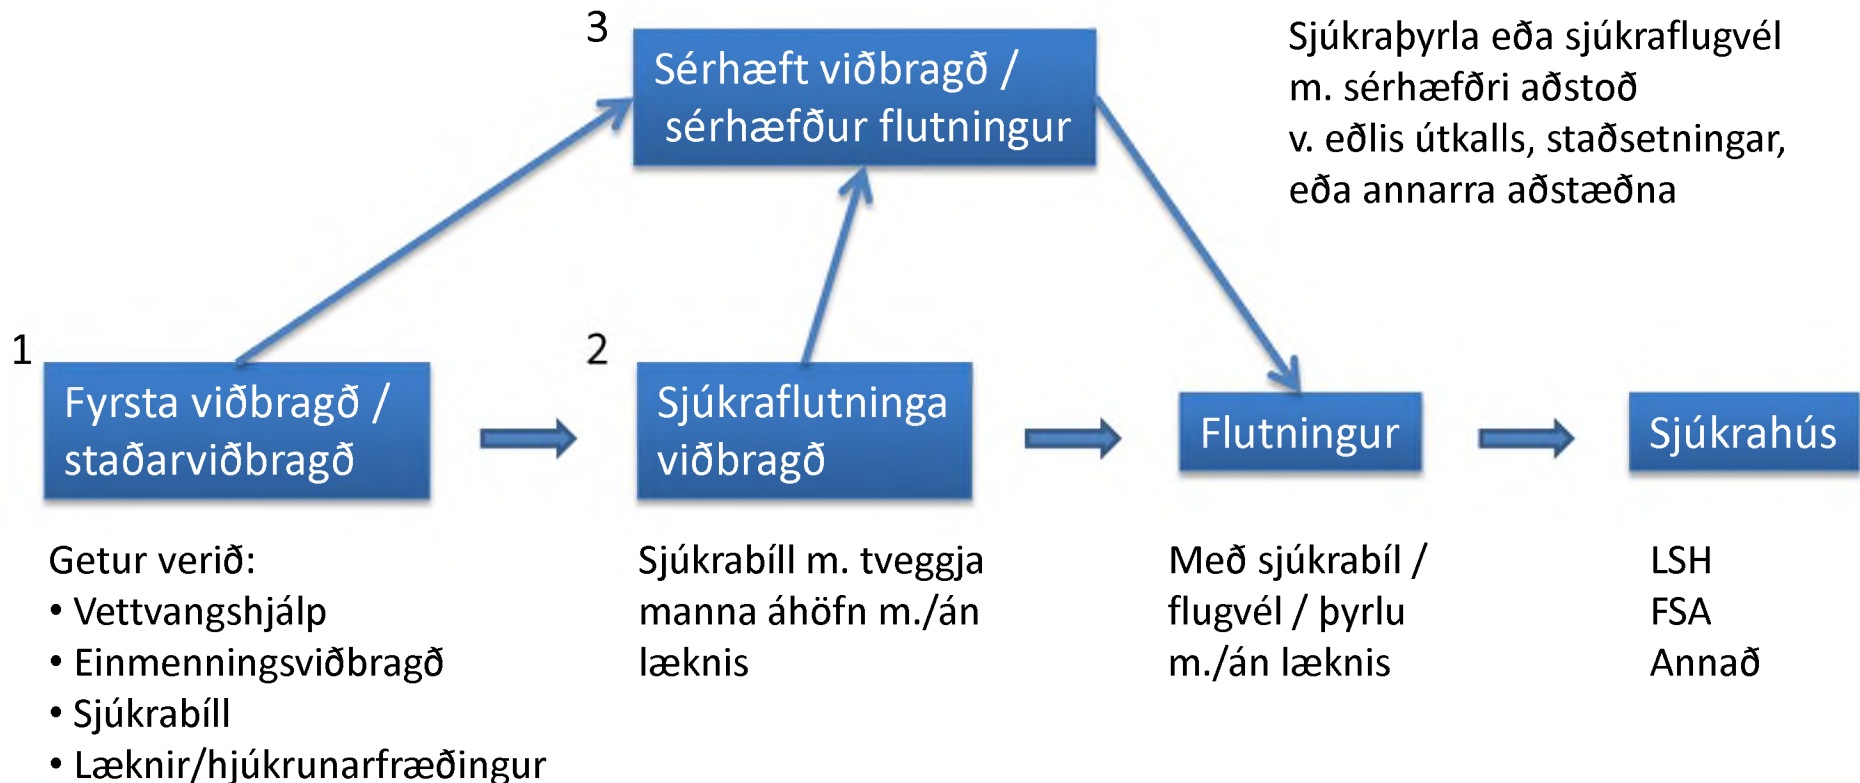 3
Sérhæft viðbragð /
sérhæfður flutningur
Sjúkraþyrla eða sjúkraflugvél
m. sérhæfðri aðstoð
v. eðlis útkalls, staðsetningar,
eða annarra aðstæðna
1
Fyrsta viðbragð /
staðarviðbragð
2
Sjúkraflutninga
viðbragð
Flutningur
Sjúkrahús
Getur verið:
• Vettvangshjálp
• Einmenningsviðbragð
• Sjúkrabíll
• Læknir/hjúkrunarfræðingur
Sjúkrabíll m. tveggja
manna áhöfn m./án
læknis
Með sjúkrabíl /
flugvél / þyrlu
m./án læknis
LSH
FSA
Annað